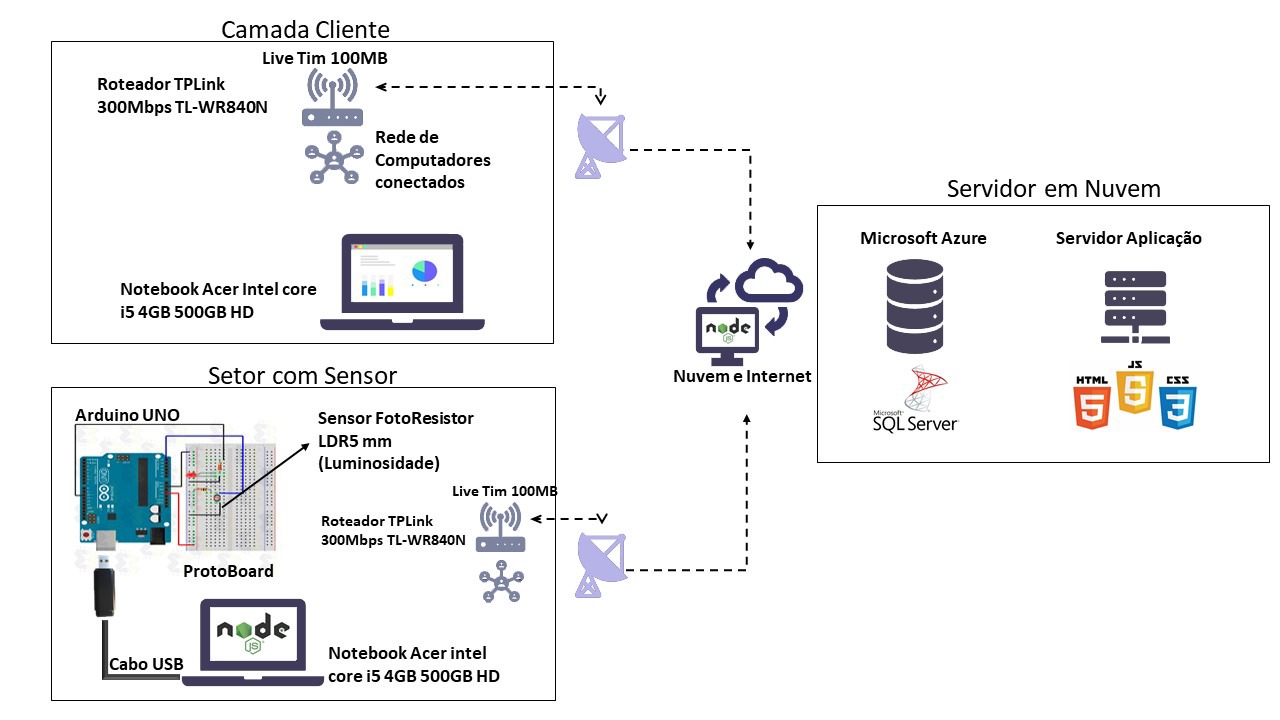 Camada Cliente
Live Tim 100MB
Roteador TPLink
300Mbps TL-WR840N
Rede de
Computadores
conectados
Notebook Acer Intel core
i5 4GB 500GB HD
Servidor em Nuvem
Microsoft Azure
Servidor Aplicação
Microsoft
SQL Server
HTML
5
JS
CSS
3
node
JS
Nuvem e Internet
Setor com Sensor
Arduino UNO
Sensor FotoResistor
LDR5 mm
(Luminosidade)
Live Tim 100MB
Roteador TPLink
300Mbps TL-WR840N
ProtoBoard
node
JS
Cabo USB
Notebook Acer intel
core i5 4GB 500GB HD